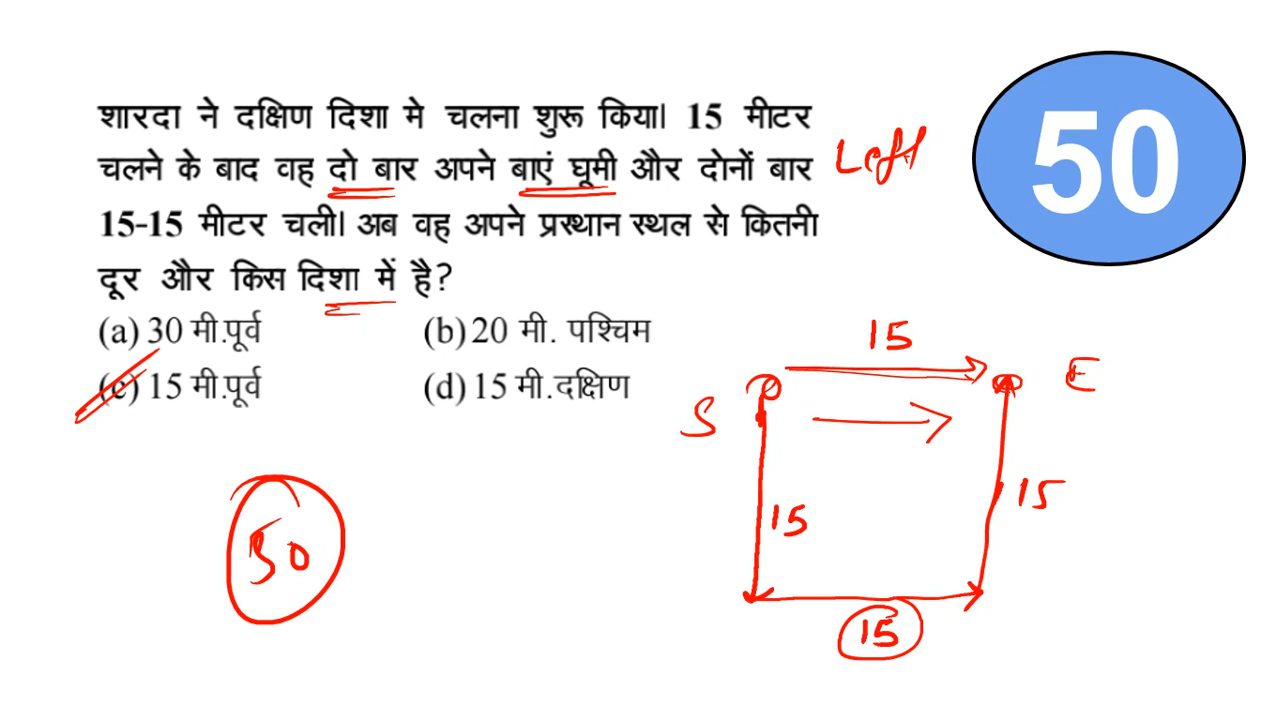 शारदा ने दक्षिण दिशा मे चलना शुरू किया। 15 मीटर
चलने के बाद वह दो बार अपने बाएं घूमी और दोनों बार
15-15 मीटर चली। अब वह अपने प्रस्थान स्थल से कितनी
दूर और किस दिशा में है?
(a) 30 मी.पूर्व
(b) 20 मी. पश्चिम
(c) 15 मी.पूर्व
(d) 15 मी.दक्षिण
Left
50
15
S
E
15
15
15
50